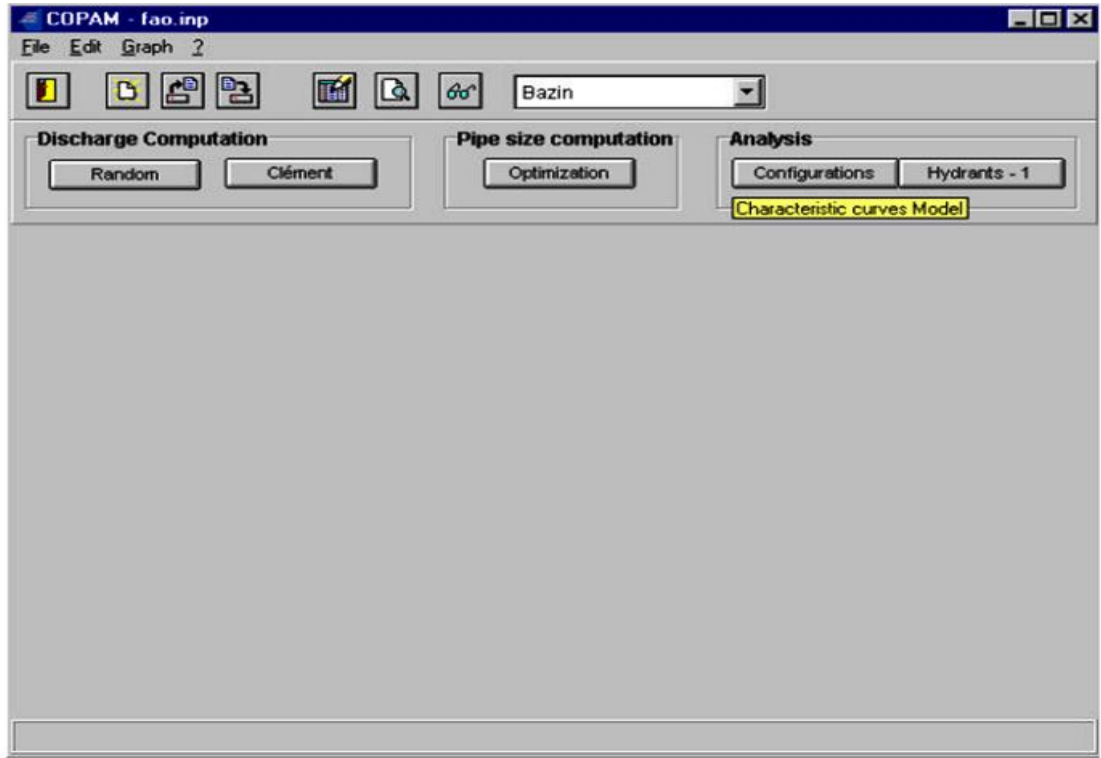 COPAM - fao.inp
File Edit Graph ?
Bazin
Discharge Computation Pipe size computation Analysis
Random Clément Optimization Configurations Hydrants - 1
Characteristic curves Model